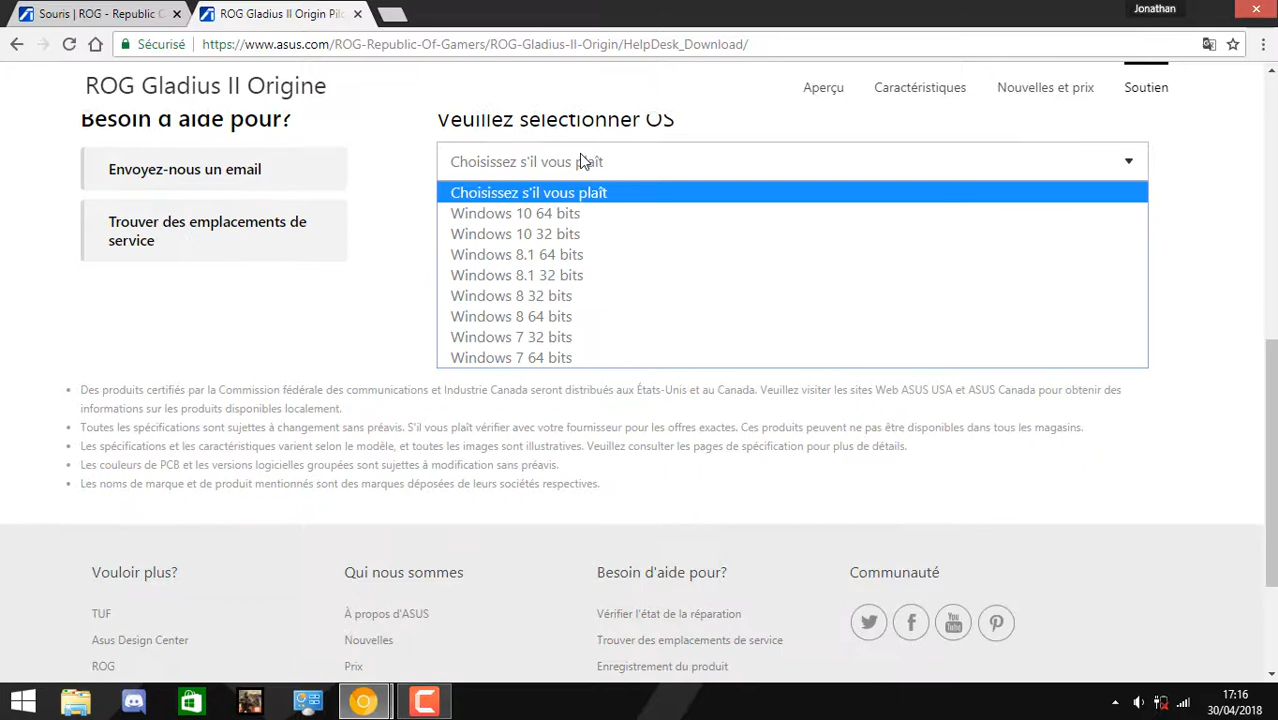 Souris | ROG - Republic O
ROG Gladius II Origin Pil
Jonathan
Sécurisé
https://www.asus.com/ROG-Republic-Of-Gamers/ROG-Gladius-II-Origin/HelpDesk_Download/
ROG Gladius II Origine
Aperçu
Caractéristiques
Nouvelles et prix
Soutien
Besoin d'aide pour?
Envoyez-nous un email
Trouver des emplacements de
service
Veuillez sélectionner OS
Choisissez s'il vous plaît
Choisissez s'il vous plaît
Windows 10 64 bits
Windows 10 32 bits
Windows 8.1 64 bits
Windows 8.1 32 bits
Windows 8 32 bits
Windows 8 64 bits
Windows 7 32 bits
Windows 7 64 bits
Des produits certifiés par la Commission fédérale des communications et Industrie Canada seront distribués aux États-Unis et au Canada. Veuillez visiter les sites Web ASUS USA et ASUS Canada pour obtenir des
informations sur les produits disponibles localement.
Toutes les spécifications sont sujettes à changement sans préavis. S'il vous plaît vérifier avec votre fournisseur pour les offres exactes. Ces produits peuvent ne pas être disponibles dans tous les magasins.
Les spécifications et les caractéristiques varient selon le modèle, et toutes les images sont illustratives. Veuillez consulter les pages de spécification pour plus de détails.
Les couleurs de PCB et les versions logicielles groupées sont sujettes à modification sans préavis.
Les noms de marque et de produit mentionnés sont des marques déposées de leurs sociétés respectives.
Vouloir plus?
TUF
Asus Design Center
ROG
Qui nous sommes
À propos d'ASUS
Nouvelles
Prix
Besoin d'aide pour?
Vérifier l'état de la réparation
Trouver des emplacements de service
Enregistrement du produit
Communauté
You
Tube
17:16
30/04/2018